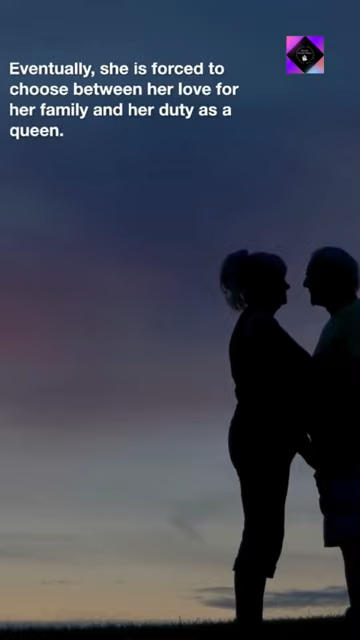 Eventually, she is forced to
choose between her love for
her family and her duty as a
queen.